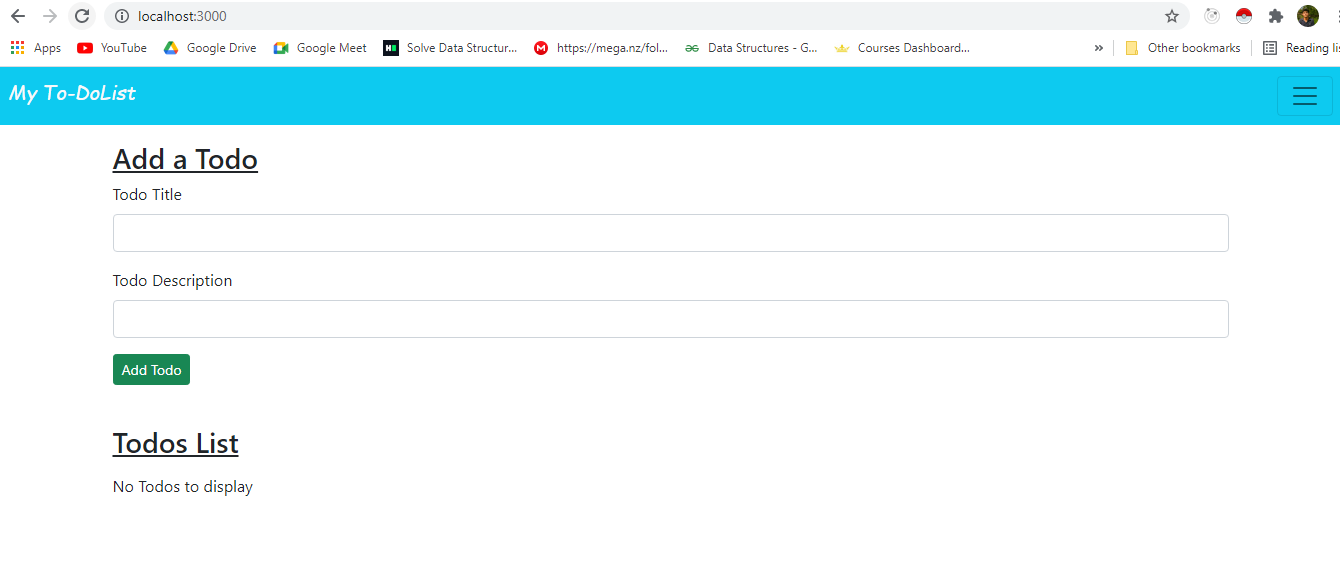 localhost:3000
Apps YouTube Google Drive Google Meet Solve Data Structur... https://mega.nz/fol... Data Structures - G... Courses Dashboard... » Other bookmarks Reading lis
My To-DoList
Add a Todo
Todo Title
Todo Description
Add Todo
Todos List
No Todos to display